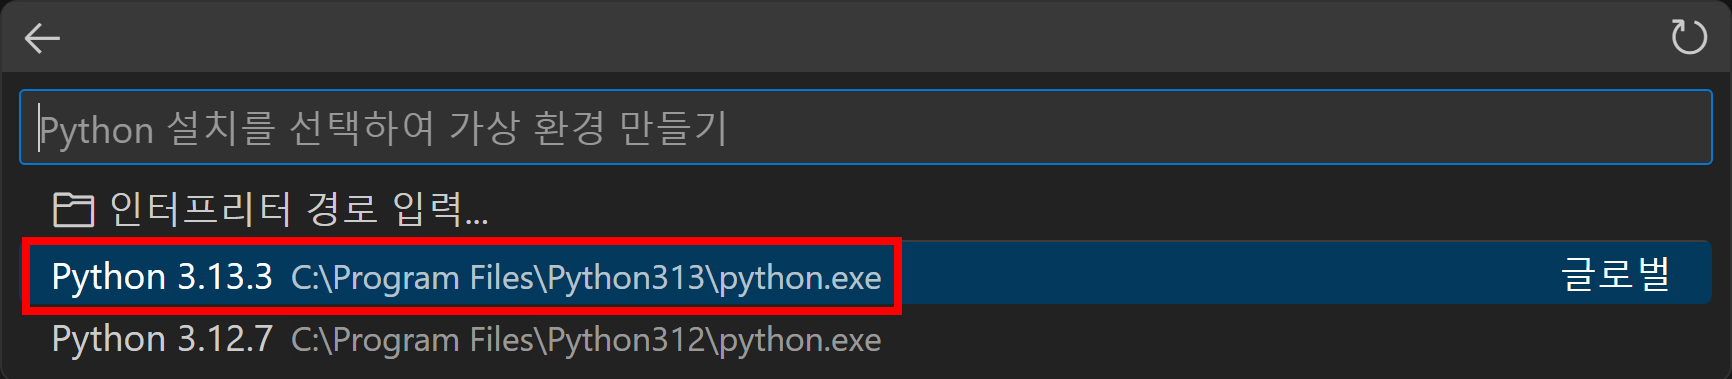 Python 설치를 선택하여 가상 환경 만들기
인터프리터 경로 입력...
Python 3.13.3 C:\Program Files\Python313\python.exe 글로벌
Python 3.12.7 C:\Program Files\Python312\python.exe